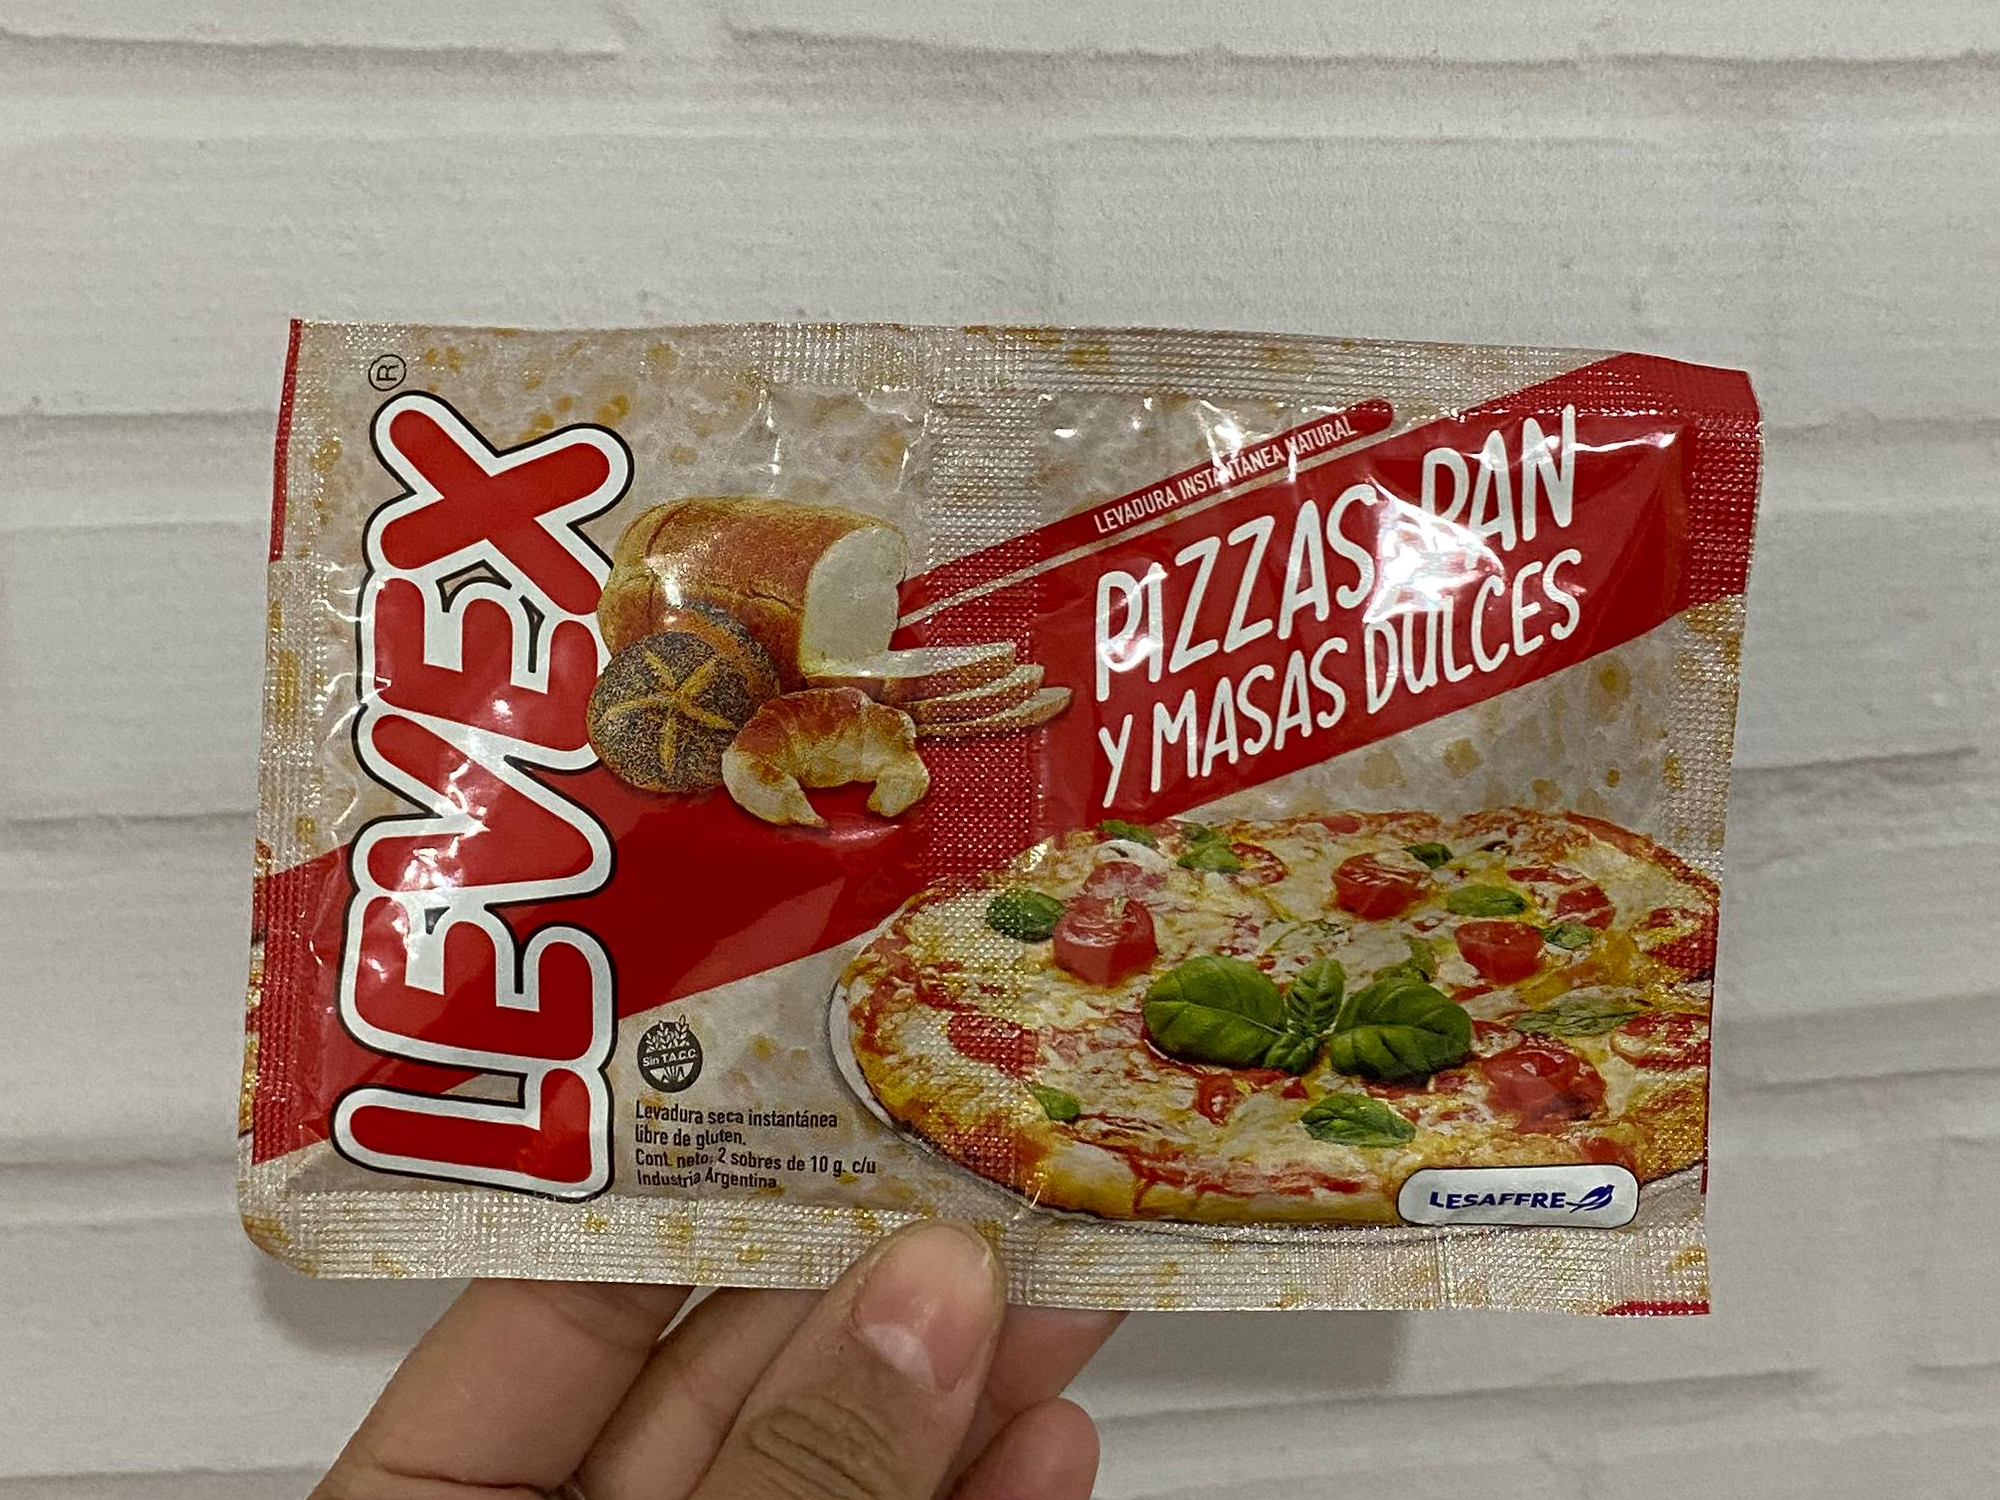 LEVEX®
LEVADURA INSTANTÁNEA NATURAL
PIZZAS, PAN
Y MASAS DULCES
Sin T.A.C.C.
Levadura seca instantánea
libre de gluten.
Cont. neto: 2 sobres de 10 g. c/u
Industria Argentina
LESAFFRE